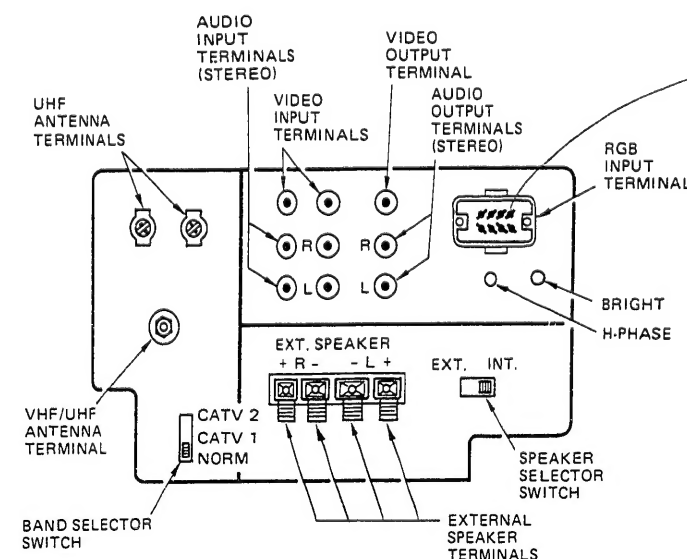 AUDIO
INPUT
TERMINALS
(STEREO)
VIDEO
OUTPUT
TERMINAL
UHF
ANTENNA
TERMINALS
VIDEO
INPUT
TERMINALS
AUDIO
OUTPUT
TERMINALS
(STEREO)
RGB
INPUT
TERMINAL
R R
L L
BRIGHT
H-PHASE
EXT. SPEAKER
+ R - - L +
EXT. INT.
VHF/UHF
ANTENNA
TERMINAL
CATV 2
CATV 1
NORM
SPEAKER
SELECTOR
SWITCH
BAND SELECTOR
SWITCH
EXTERNAL
SPEAKER
TERMINALS